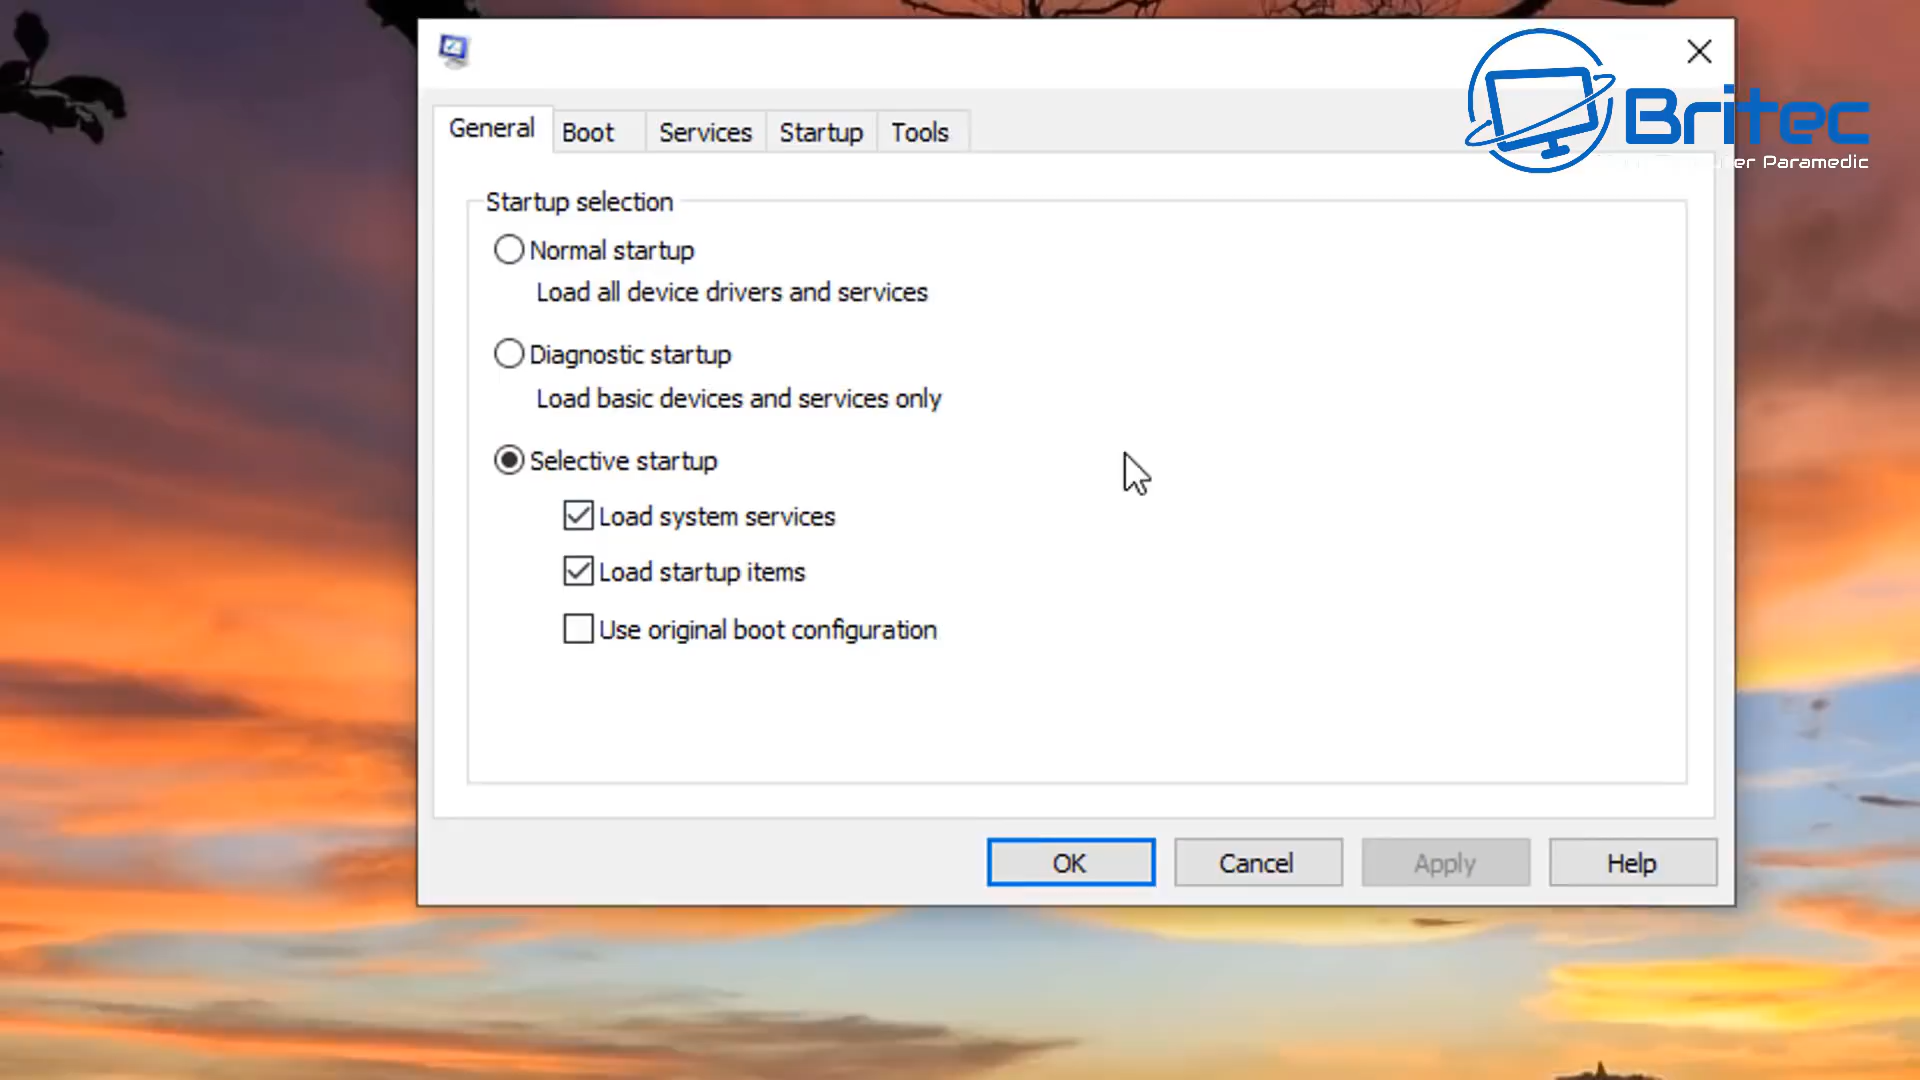 Britec
er Paramedic
General Boot Services Startup Tools
Startup selection
Normal startup
Load all device drivers and services
Diagnostic startup
Load basic devices and services only
Selective startup
Load system services
Load startup items
Use original boot configuration
OK Cancel Apply Help